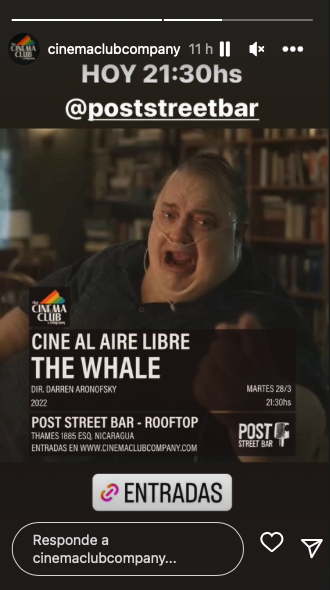 cinemaclubcompany 11 h
HOY 21:30hs
@poststreetbar
the
CINEMA
CLUB
company
CINE AL AIRE LIBRE
THE WHALE
DIR. DARREN ARONOFSKY
2022
MARTES 28/3
21:30hs
POST STREET BAR - ROOFTOP
THAMES 1885 ESQ. NICARAGUA
ENTRADAS EN WWW.CINEMACLUBCOMPANY.COM
POST
STREET BAR
ENTRADAS
Responde a
cinemaclubcompany...